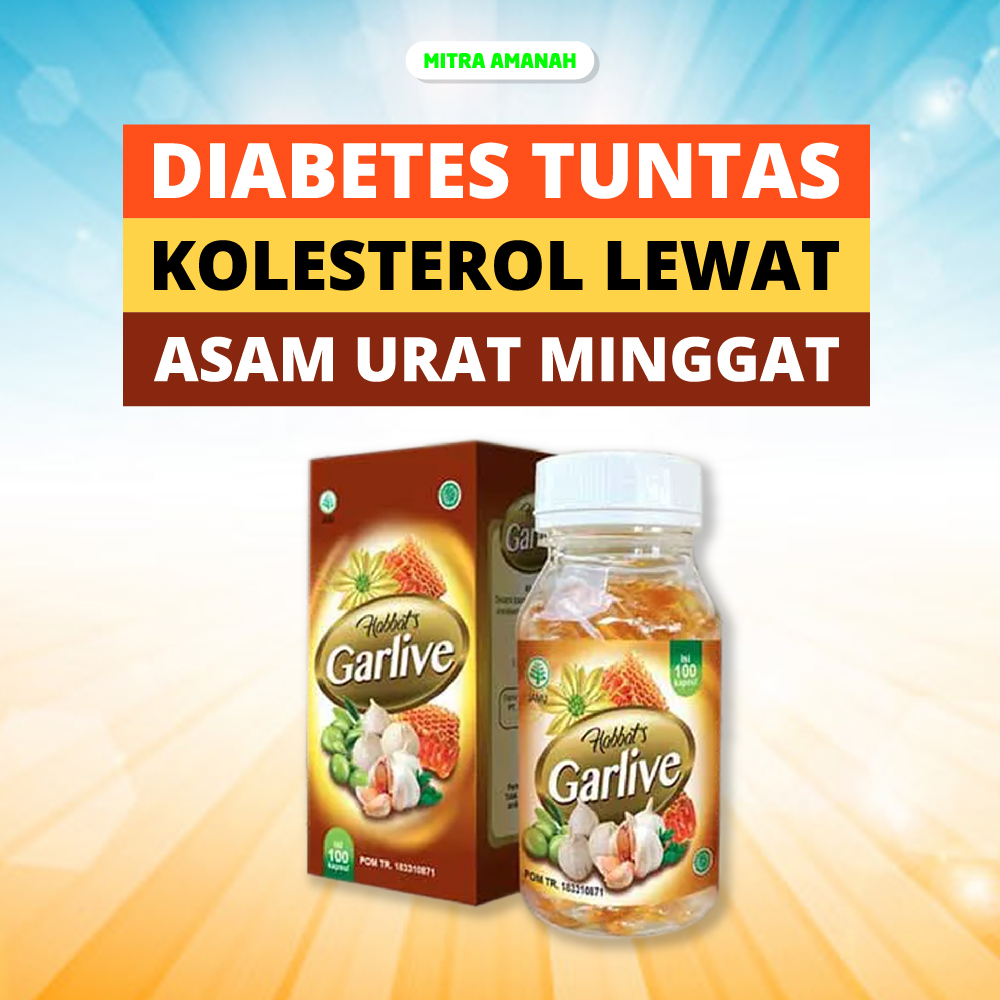 MITRA AMANAH
DIABETES TUNTAS
KOLESTEROL LEWAT
ASAM URAT MINGGAT
Habbat's
Garlive
isi
100
kapsul
POM TR. 183310871
JAMU
isi
100
kapsul
Habbat's
Garlive
POM TR. 183310871